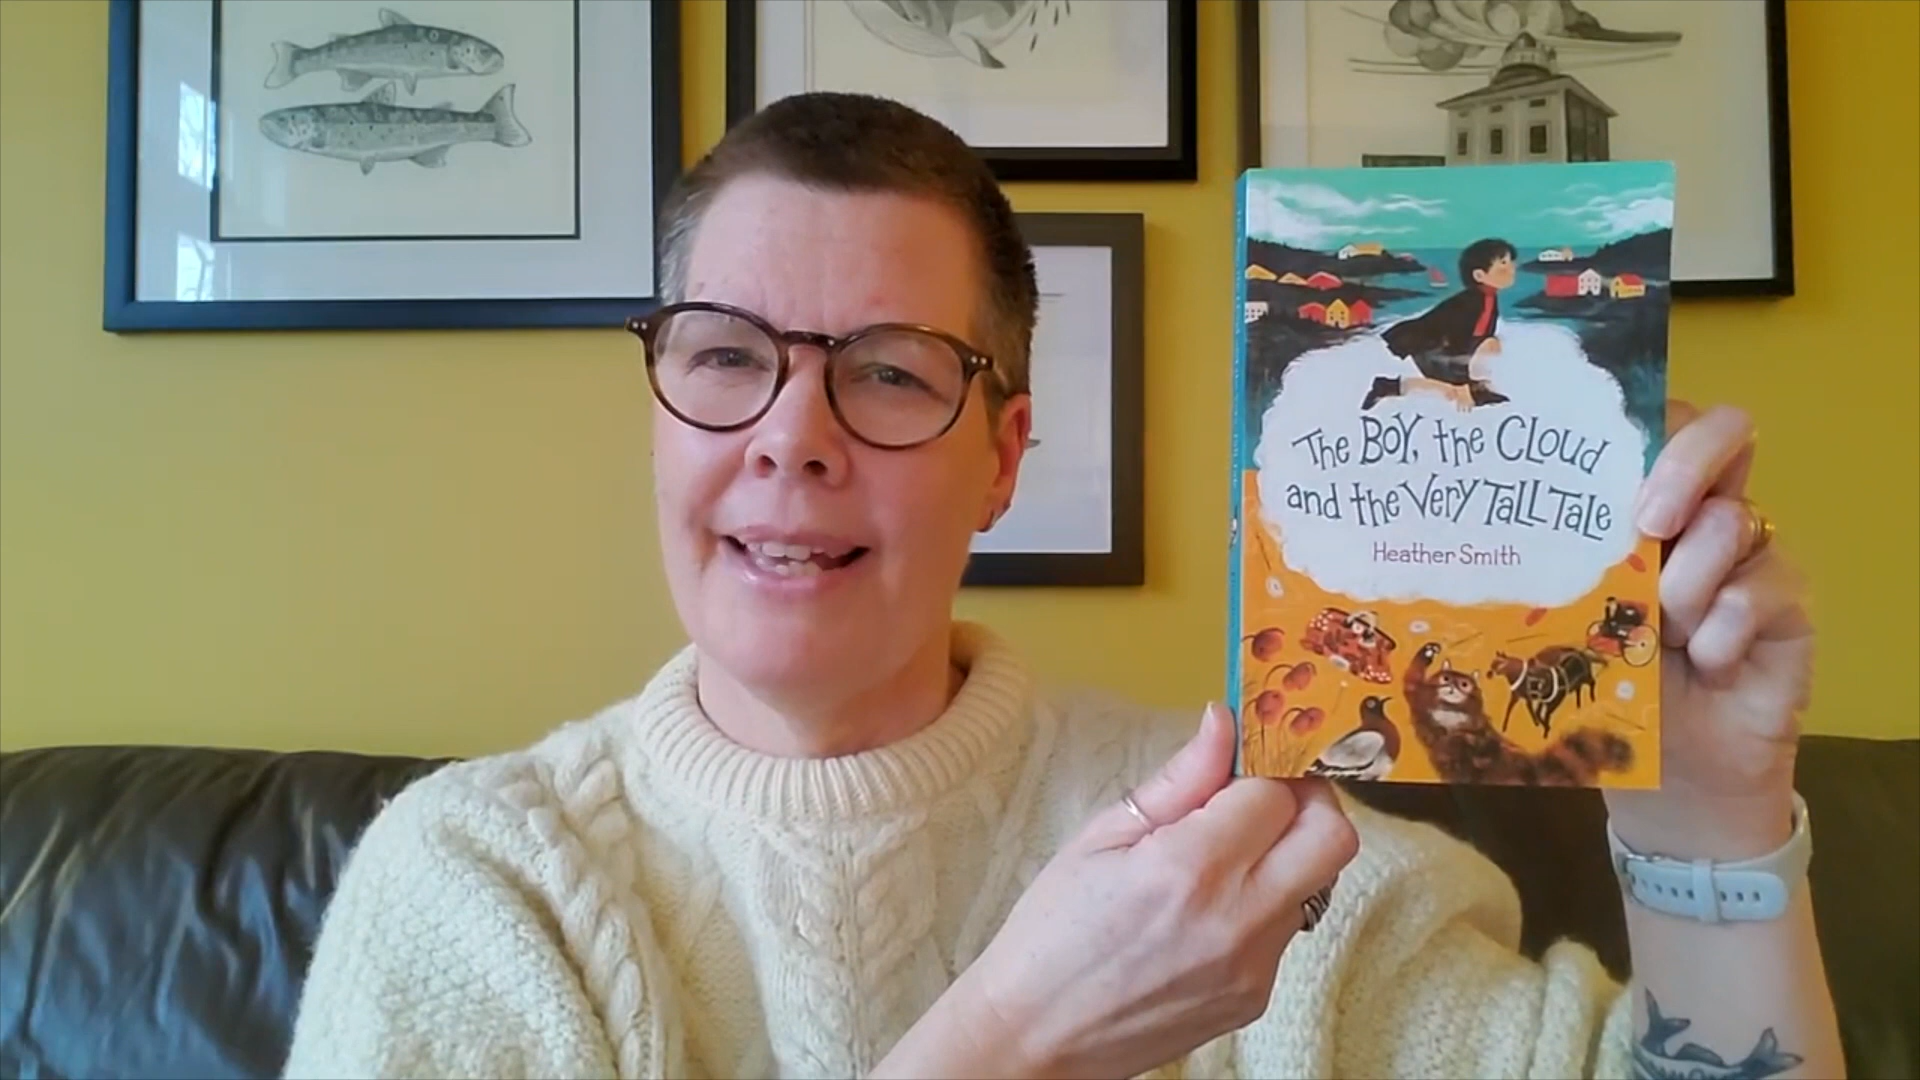 The Boy, the Cloud
and the Very Tall Tale
Heather Smith